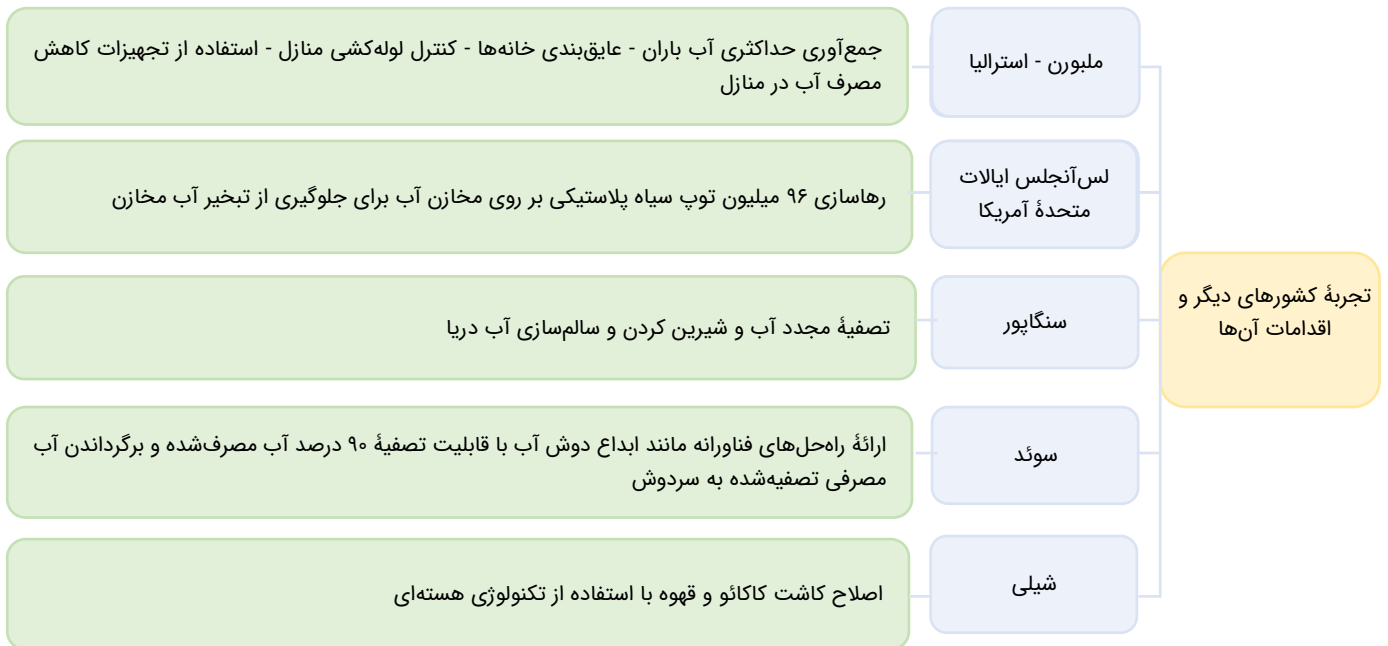 تجربهٔ کشورهای دیگر و
اقدامات آن‌ها
ملبورن - استرالیا
جمع‌آوری حداکثری آب باران - عایق‌بندی خانه‌ها - کنترل لوله‌کشی منازل - استفاده از تجهیزات کاهش
مصرف آب در منازل
لس‌آنجلس ایالات
متحدهٔ آمریکا
رهاسازی ۹۶ میلیون توپ سیاه پلاستیکی بر روی مخازن آب برای جلوگیری از تبخیر آب مخازن
سنگاپور
تصفیهٔ مجدد آب و شیرین کردن و سالم‌سازی آب دریا
سوئد
ارائهٔ راه‌حل‌های فناورانه مانند ابداع دوش آب با قابلیت تصفیهٔ ۹۰ درصد آب مصرف‌شده و برگرداندن آب
مصرفی تصفیه‌شده به سردوش
شیلی
اصلاح کاشت کاکائو و قهوه با استفاده از تکنولوژی هسته‌ای